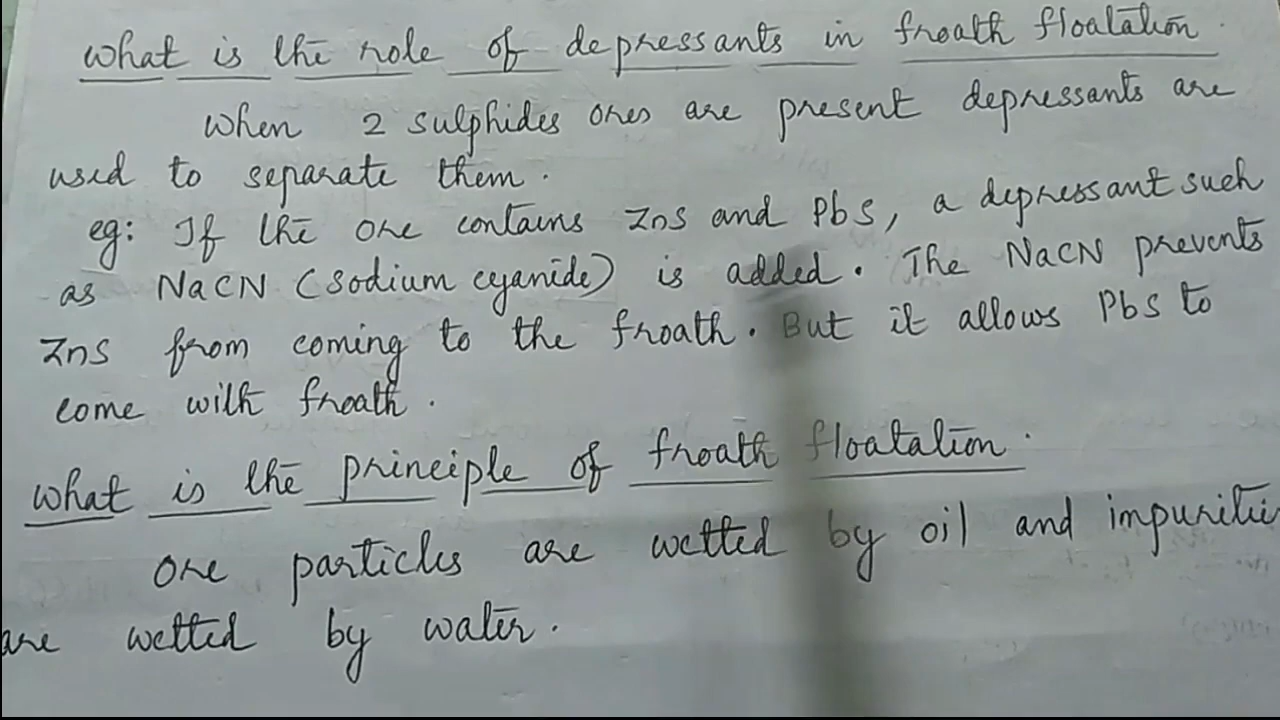 What is the role of depressants in froath floatation.
When 2 sulphides ores are present depressants are
used to separate them.
eg: If the ore contains ZnS and PbS, a depressant such
as NaCN (sodium cyanide) is added. The NaCN prevents
ZnS from coming to the froath. But it allows PbS to
come with froath.
What is the principle of froath floatation.
Ore particles are wetted by oil and impurities
are wetted by water.